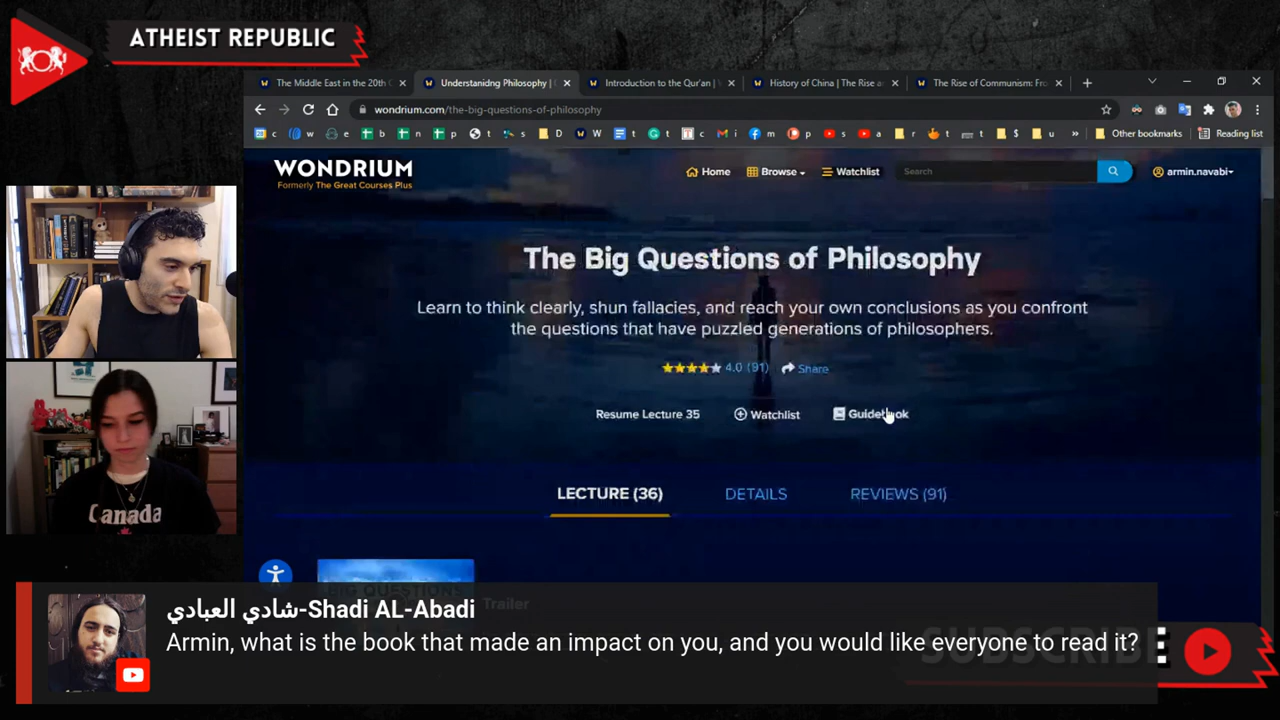 ATHEIST REPUBLIC
The Middle East in the 20th
Understanidng Philosophy |
Introduction to the Qur'an |
History of China | The Rise
The Rise of Communism: Fro
wondrium.com/the-big-questions-of-philosophy
Other bookmarks
Reading list
WONDRIUM
Formerly The Great Courses Plus
Home
Browse
Watchlist
Search
armin.navabi
The Big Questions of Philosophy
Learn to think clearly, shun fallacies, and reach your own conclusions as you confront
the questions that have puzzled generations of philosophers.
4.0 (91)
Share
Resume Lecture 35
Watchlist
Guidebook
LECTURE (36)
DETAILS
REVIEWS (91)
BIG QUESTIONS
Trailer
Canada
شادي العبادي-Shadi AL-Abadi
Armin, what is the book that made an impact on you, and you would like everyone to read it?
SUBSCRIBE